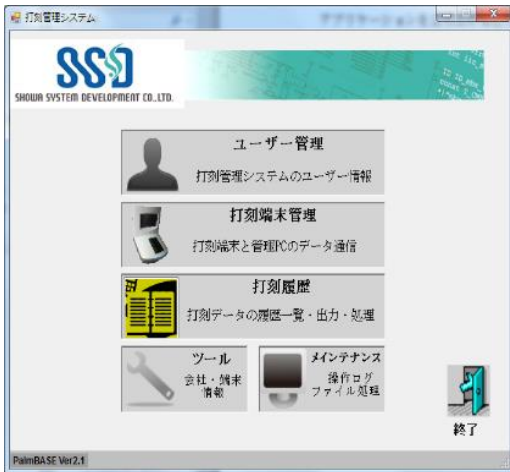 打刻管理システム
SSD
SHOWA SYSTEM DEVELOPMENT CO.,LTD.
ユーザー管理
打刻管理システムのユーザー情報
打刻端末管理
打刻端末と管理PCのデータ通信
打刻履歴
打刻データの履歴一覧・出力・処理
ツール
会社・端末
情報
メインテナンス
操作ログ
ファイル処理
終了
PalmBASE Ver2.1